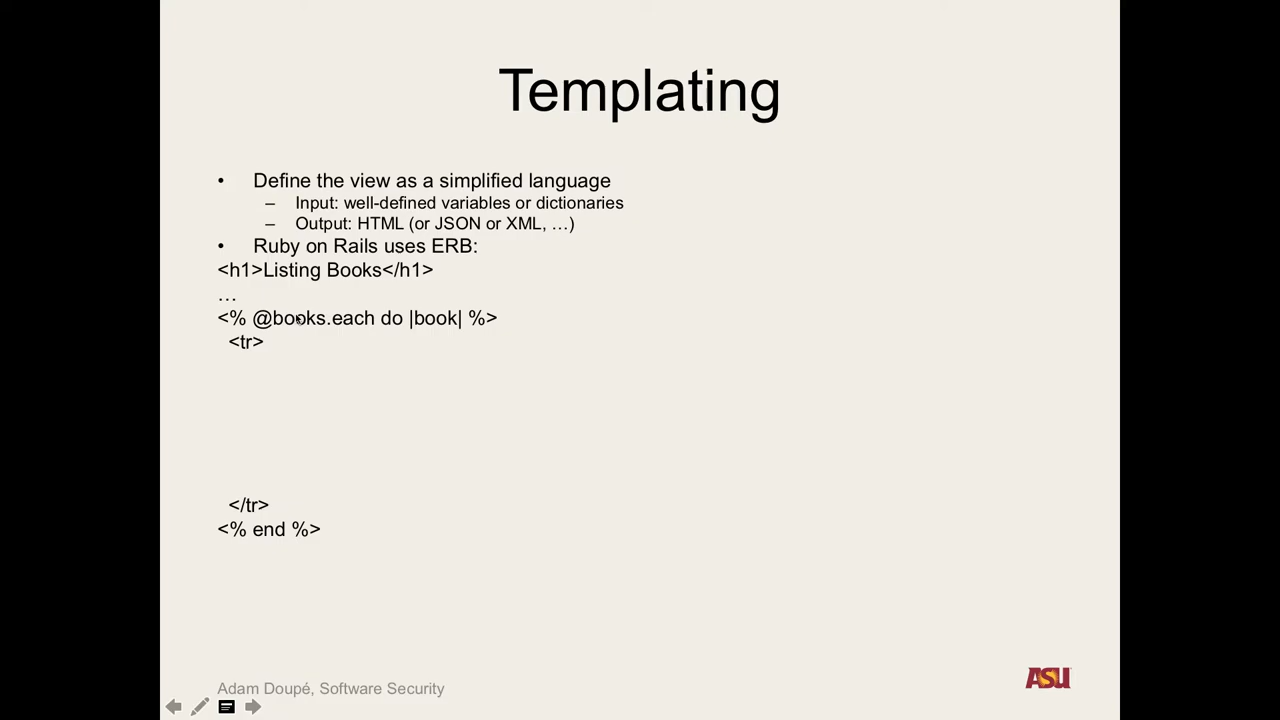 Templating
• Define the view as a simplified language
– Input: well-defined variables or dictionaries
– Output: HTML (or JSON or XML, …)
• Ruby on Rails uses ERB:
<h1>Listing Books</h1>
…
<% @books.each do |book| %>
<tr>
</tr>
<% end %>
Adam Doupé, Software Security
ASU